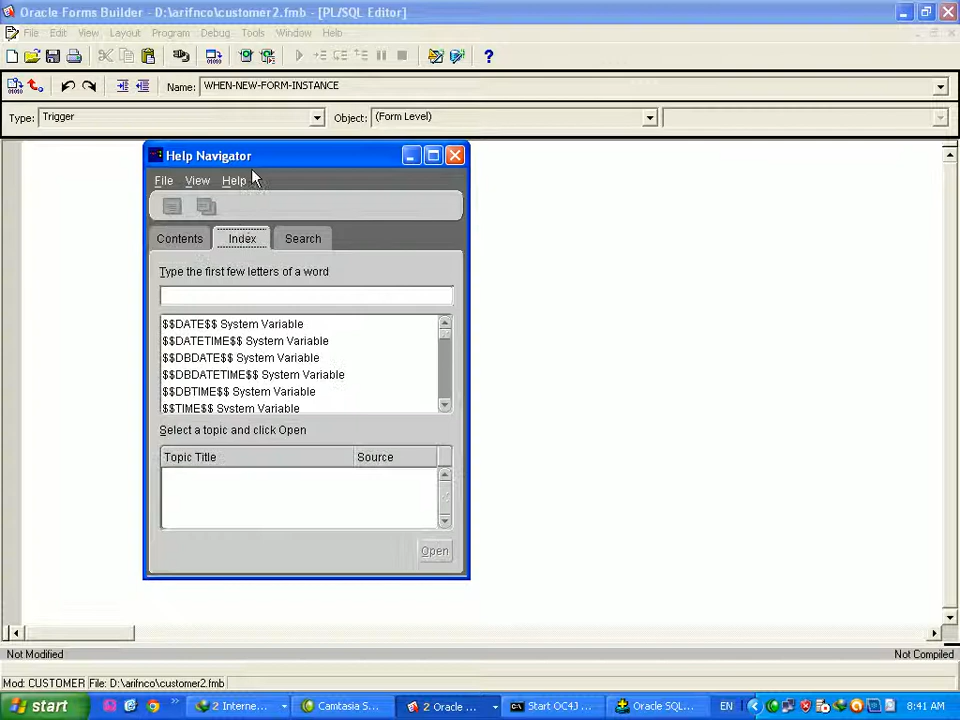 Oracle Forms Builder - D:\arifnco\customer2.fmb - [PL/SQL Editor]
File Edit View Layout Program Debug Tools Window Help
Name: WHEN-NEW-FORM-INSTANCE
Type: Trigger Object: (Form Level)
Help Navigator
File View Help
Contents Index Search
Type the first few letters of a word
$$DATE$$ System Variable
$$DATETIME$$ System Variable
$$DBDATE$$ System Variable
$$DBDATETIME$$ System Variable
$$DBTIME$$ System Variable
$$TIME$$ System Variable
Select a topic and click Open
Topic Title Source
Open
Not Modified Not Compiled
Mod: CUSTOMER File: D:\arifnco\customer2.fmb
start 2 Interne... Camtasia S... 2 Oracle ... Start OC4J ... Oracle SQL... EN 8:41 AM